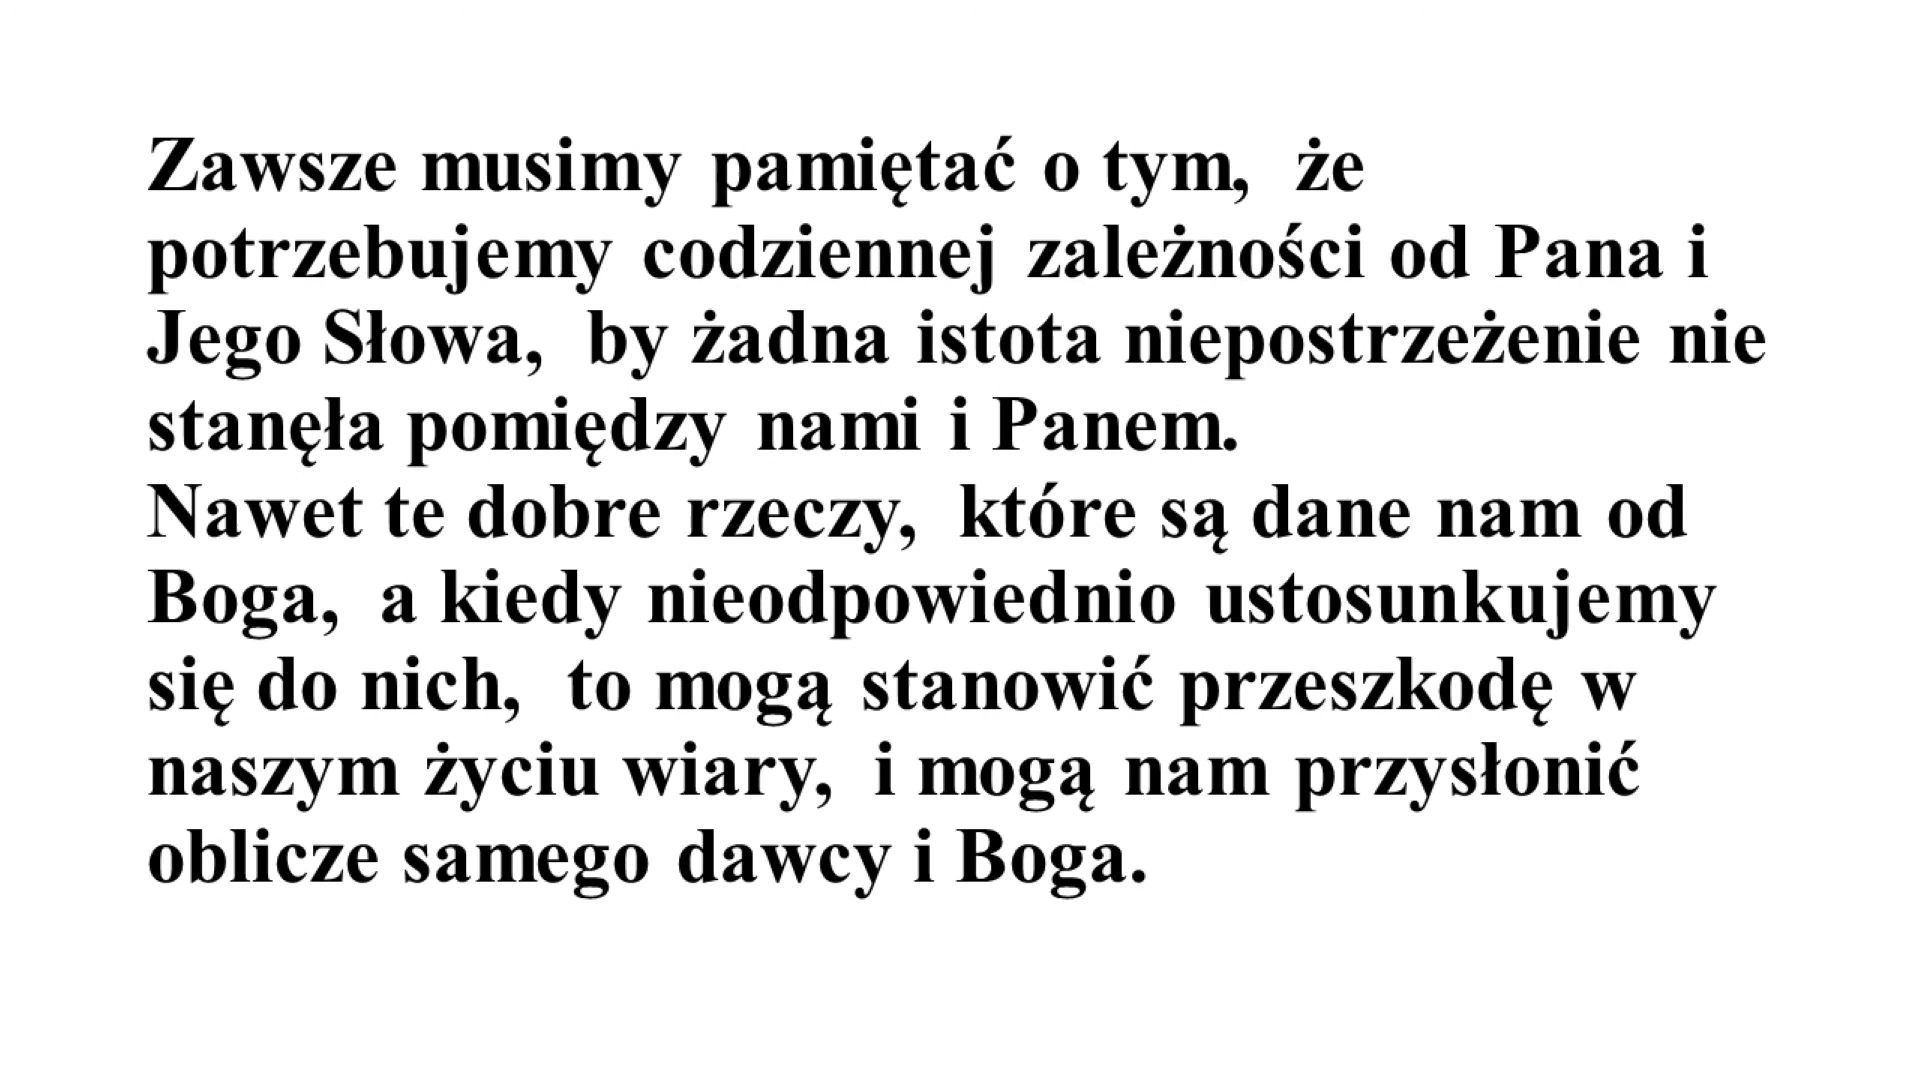 Zawsze musimy pamiętać o tym, że
potrzebujemy codziennej zależności od Pana i
Jego Słowa, by żadna istota niepostrzeżenie nie
stanęła pomiędzy nami i Panem.
Nawet te dobre rzeczy, które są dane nam od
Boga, a kiedy nieodpowiednio ustosunkujemy
się do nich, to mogą stanowić przeszkodę w
naszym życiu wiary, i mogą nam przysłonić
oblicze samego dawcy i Boga.